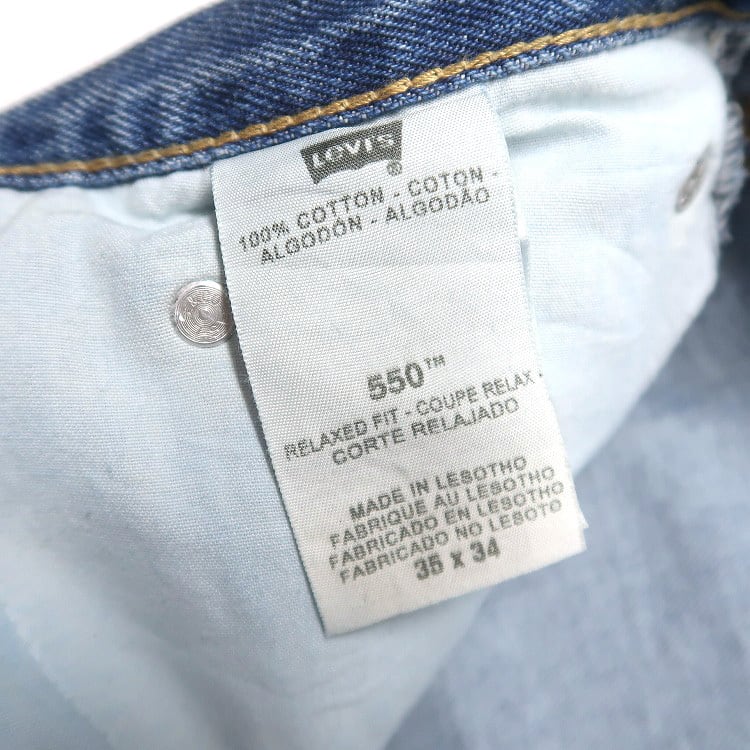 LEVI'S
®
100% COTTON - COTON -
ALGODÓN - ALGODÃO
550™
RELAXED FIT - COUPE RELAX -
CORTE RELAJADO
MADE IN LESOTHO
FABRIQUE AU LESOTHO
FABRICADO EN LESOTHO
FABRICADO NO LESOTO
35 X 34